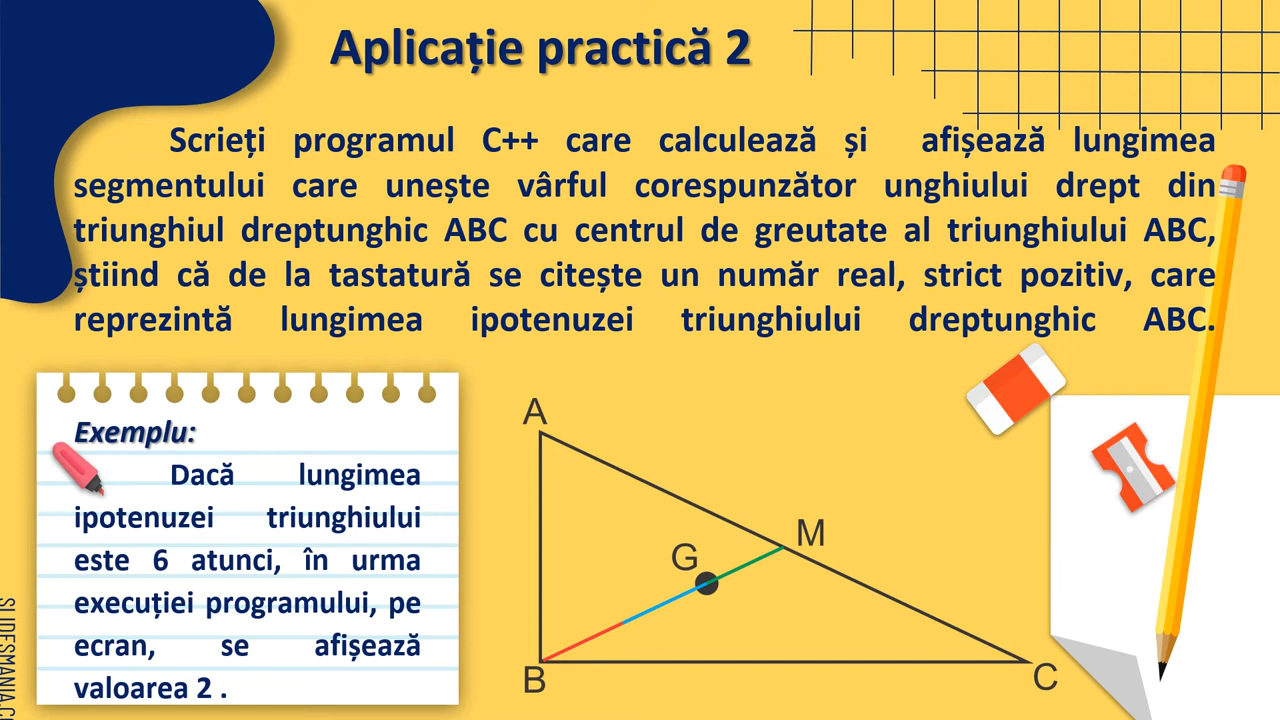 Aplicație practică 2
Scrieți programul C++ care calculează și afișează lungimea
segmentului care unește vârful corespunzător unghiului drept din
triunghiul dreptunghic ABC cu centrul de greutate al triunghiului ABC,
știind că de la tastatură se citește un număr real, strict pozitiv, care
reprezintă lungimea ipotenuzei triunghiului dreptunghic ABC.
Exemplu:
Dacă lungimea
ipotenuzei triunghiului
este 6 atunci, în urma
execuției programului, pe
ecran, se afișează
valoarea 2 .
A
M
G
B
C